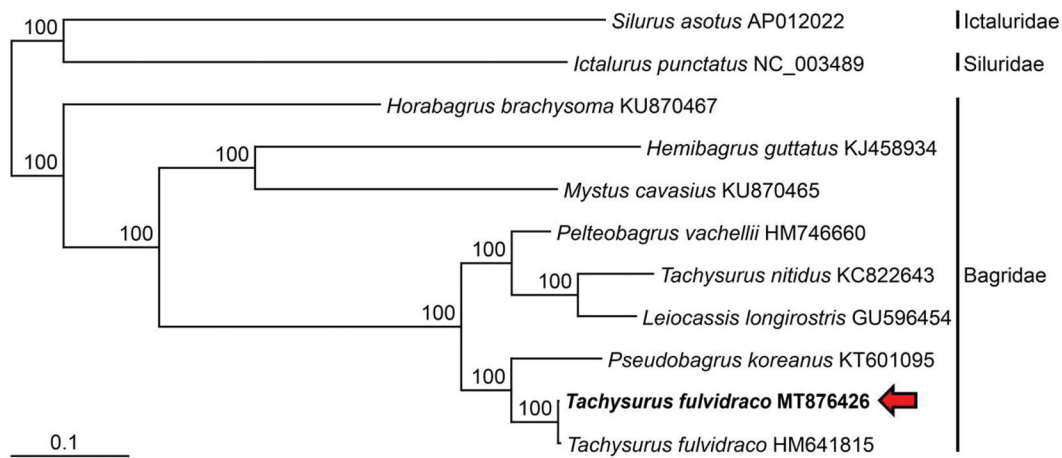 100 Silurus asotus AP012022 Ictaluridae
Ictalurus punctatus NC_003489 Siluridae
Horabagrus brachysoma KU870467
100
100 Hemibagrus guttatus KJ458934
Mystus cavasius KU870465
100
Pelteobagrus vachellii HM746660
100
100 Tachysurus nitidus KC822643 Bagridae
Leiocassis longirostris GU596454
100
Pseudobagrus koreanus KT601095
100
100 Tachysurus fulvidraco MT876426
Tachysurus fulvidraco HM641815
0.1